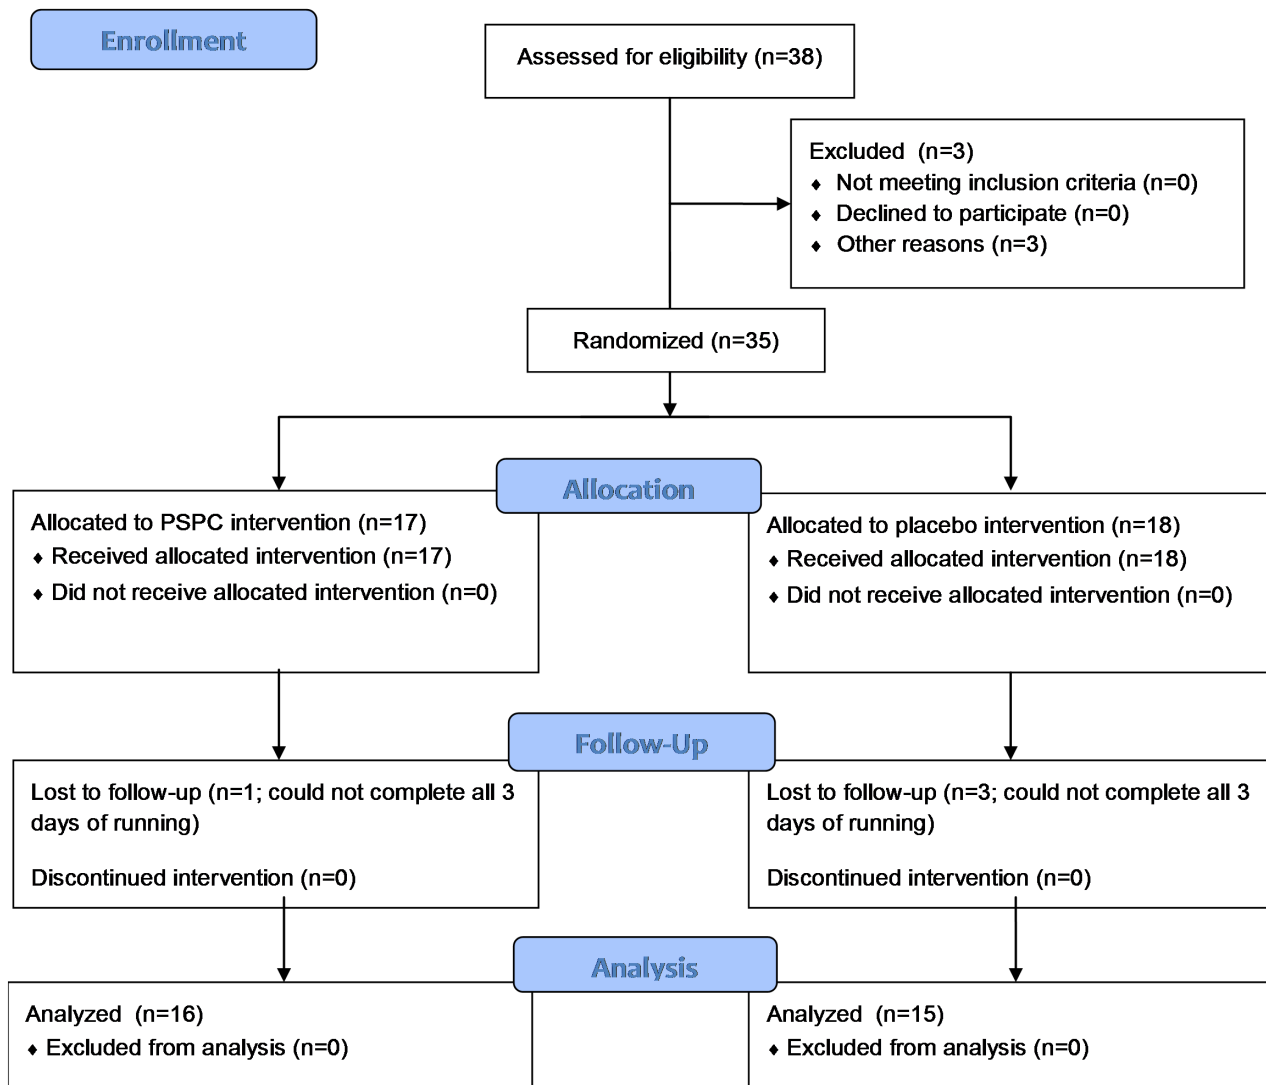 Enrollment
Assessed for eligibility (n=38)
Excluded  (n=3)
♦ Not meeting inclusion criteria (n=0)
♦ Declined to participate (n=0)
♦ Other reasons (n=3)
Randomized (n=35)
Allocation
Allocated to PSPC intervention (n=17)
♦ Received allocated intervention (n=17)
♦ Did not receive allocated intervention (n=0)
Allocated to placebo intervention (n=18)
♦ Received allocated intervention (n=18)
♦ Did not receive allocated intervention (n=0)
Follow-Up
Lost to follow-up (n=1; could not complete all 3
days of running)
Discontinued intervention (n=0)
Lost to follow-up (n=3; could not complete all 3
days of running)
Discontinued intervention (n=0)
Analysis
Analyzed  (n=16)
♦ Excluded from analysis (n=0)
Analyzed  (n=15)
♦ Excluded from analysis (n=0)